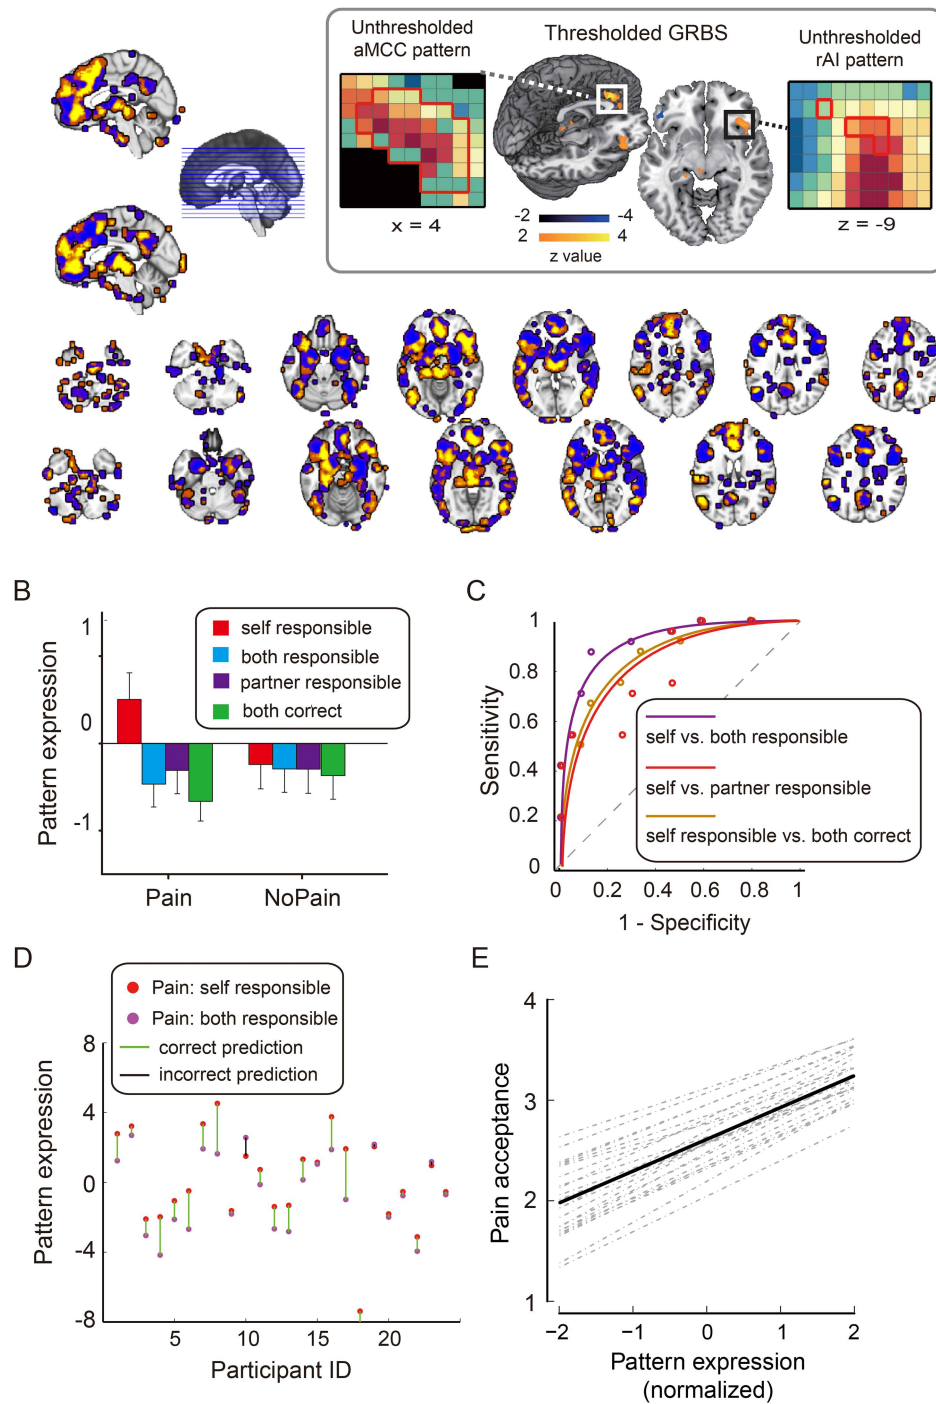 Unthresholded
aMCC pattern
Thresholded GRBS
Unthresholded
rAI pattern
x = 4
-2 -4
2 4
z value
z = -9
B
1
0
-1
Pattern expression
self responsible
both responsible
partner responsible
both correct
Pain NoPain
C
1
0.8
0.6
0.4
0.2
0
Sensitivity
self vs. both responsible
self vs. partner responsible
self responsible vs. both correct
0 0.2 0.4 0.6 0.8 1
1 - Specificity
D
Pain: self responsible
Pain: both responsible
correct prediction
incorrect prediction
8
4
0
-4
-8
Pattern expression
5 10 15 20
Participant ID
E
4
3
2
1
Pain acceptance
−2 −1 0 1 2
Pattern expression
(normalized)